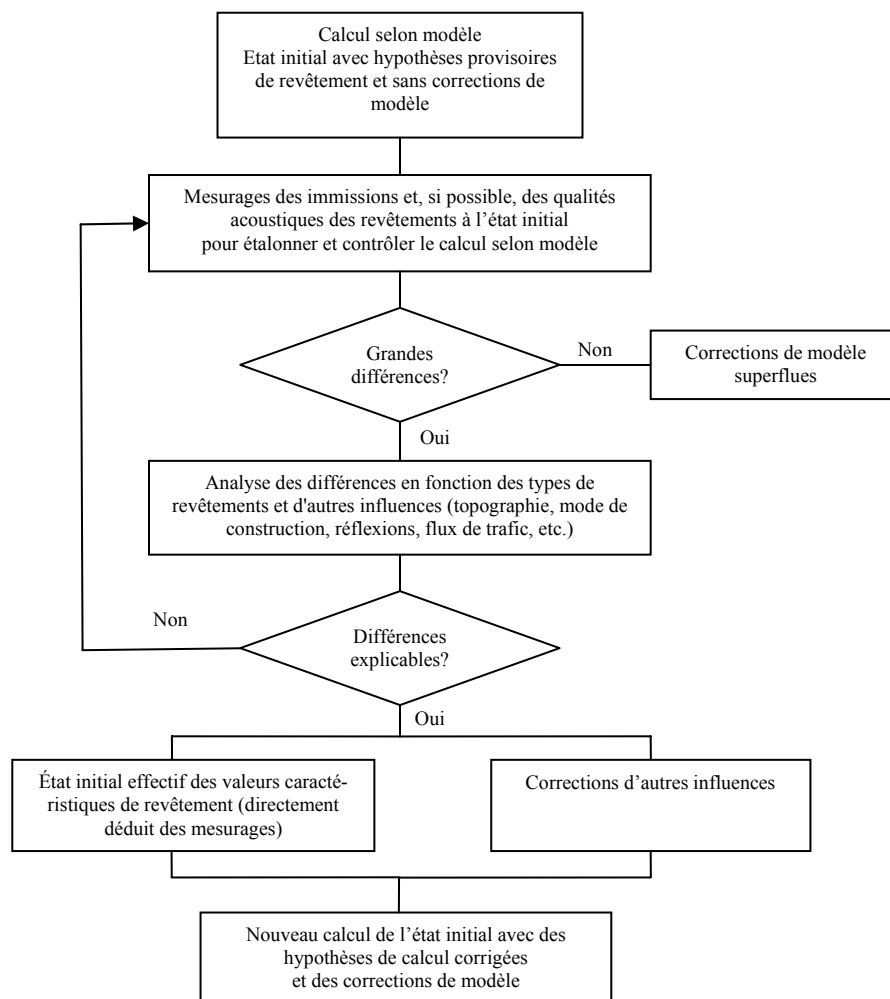 Calcul selon modèle
Etat initial avec hypothèses provisoires
de revêtement et sans corrections de
modèle
Mesurages des immissions et, si possible, des qualités
acoustiques des revêtements à l’état initial
pour étalonner et contrôler le calcul selon modèle
Grandes
différences?
Non
Corrections de modèle
superflues
Oui
Analyse des différences en fonction des types de
revêtements et d'autres influences (topographie, mode de
construction, réflexions, flux de trafic, etc.)
Non
Différences
explicables?
Oui
État initial effectif des valeurs caracté-
ristiques de revêtement (directement
déduit des mesurages)
Corrections d’autres influences
Nouveau calcul de l’état initial avec des
hypothèses de calcul corrigées
et des corrections de modèle